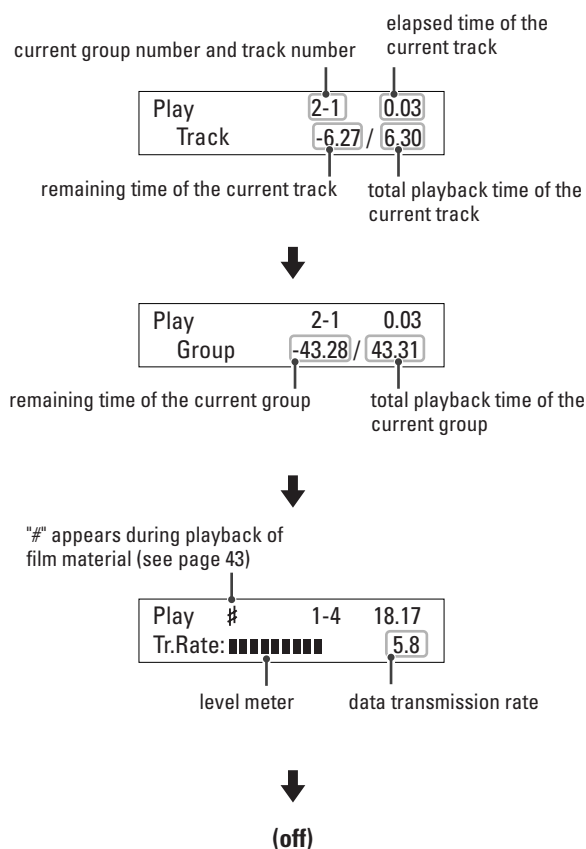 elapsed time of the
current track
current group number and track number
Play 2-1 0.03
Track -6.27 / 6.30
remaining time of the current track
total playback time of the
current track
Play 2-1 0.03
Group -43.28 / 43.31
remaining time of the current group
total playback time of the
current group
"#" appears during playback of
film material (see page 43)
Play # 1-4 18.17
Tr.Rate: 5.8
level meter
data transmission rate
(off)